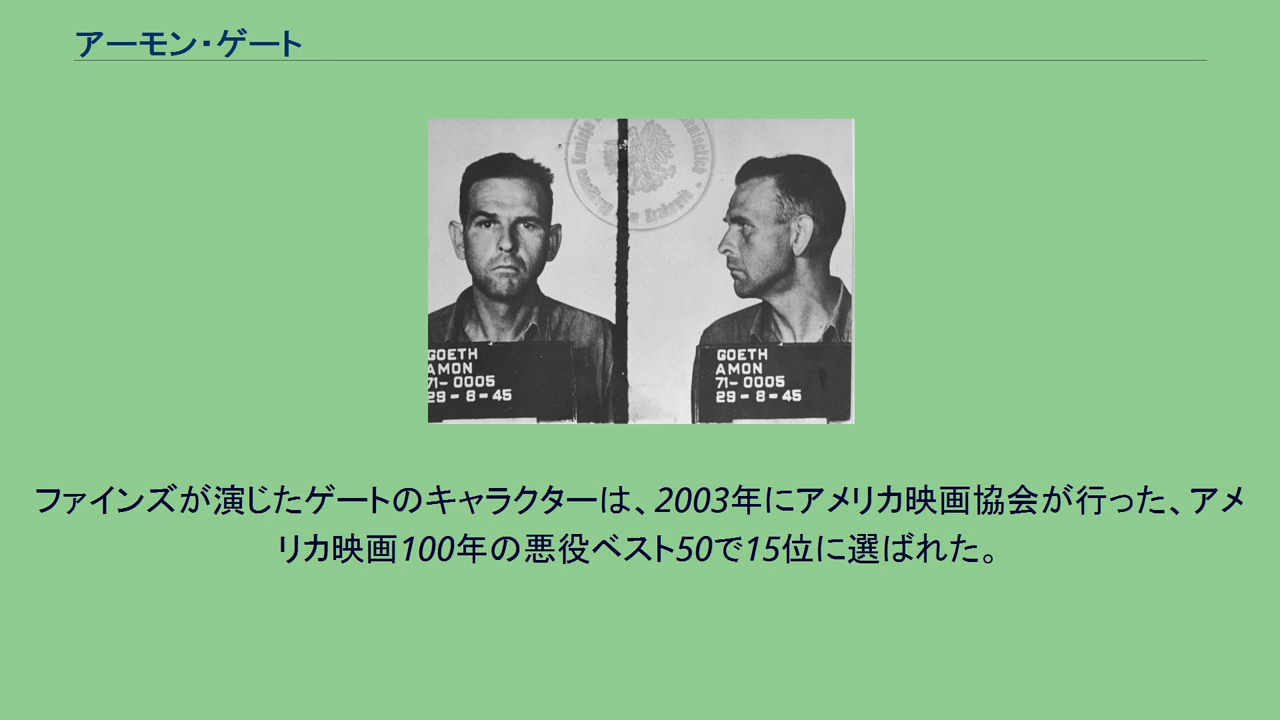 アーモン・ゲート
GOETH
AMON
71-0005
29-8-45
GOETH
AMON
71-0005
29-8-45
ファインズが演じたゲートのキャラクターは、2003年にアメリカ映画協会が行った、アメ
リカ映画100年の悪役ベスト50で15位に選ばれた。